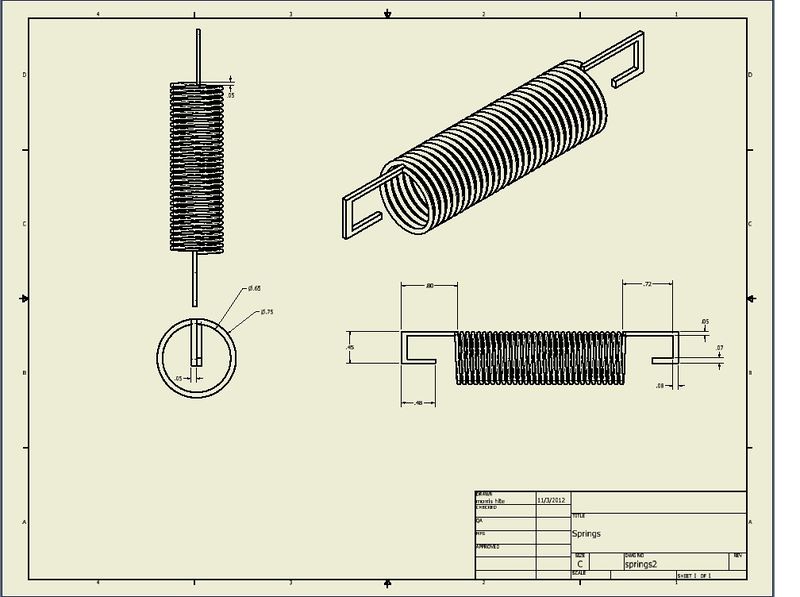 4 3 2 1
D D
.05
C C
Ø.65
Ø.75
.80 .72
.05
.45
.07
B B
.05
.08
.48
DRAWN
morris hite 11/3/2012
CHECKED
TITLE
QA
MFG
Springs
APPROVED
SIZE DWG NO REV
C springs2
SCALE
SHEET 1 OF 1
A A
4 3 2 1